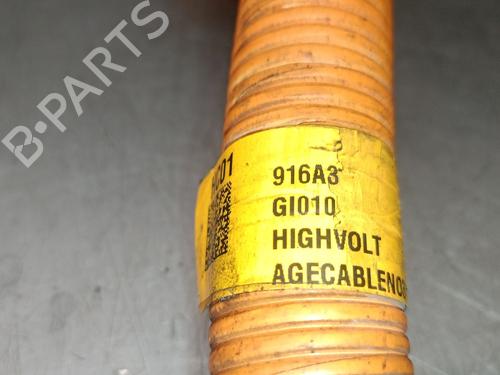 B-PARTS
916A3
GI010
HIGHVOLT
AGECABLENO